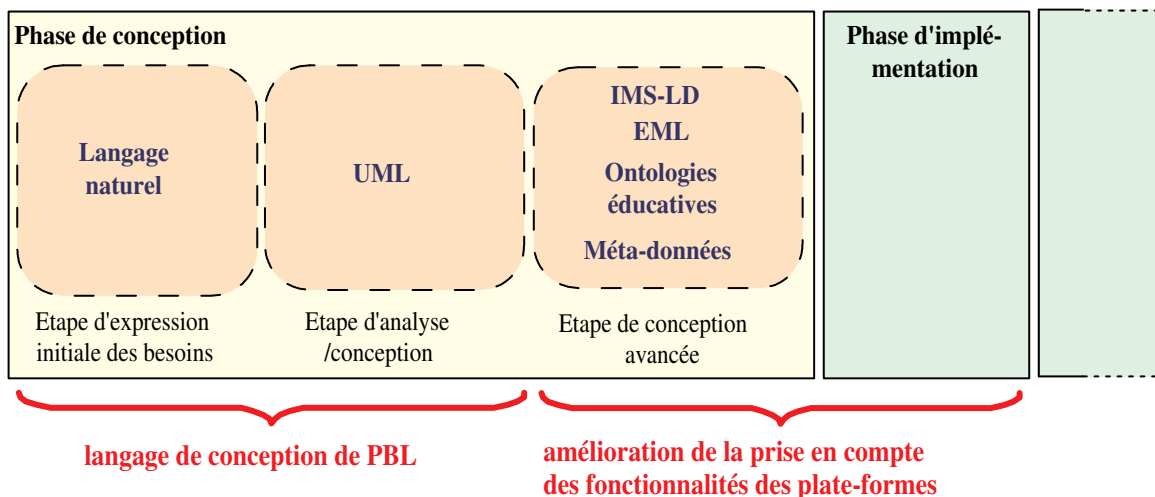 Phase de conception
Langage
naturel
Etape d'expression
initiale des besoins
UML
Etape d'analyse
/conception
IMS-LD
EML
Ontologies
éducatives
Méta-données
Etape de conception
avancée
Phase d'implé-
mentation
langage de conception de PBL
amélioration de la prise en compte
des fonctionnalités des plate-formes